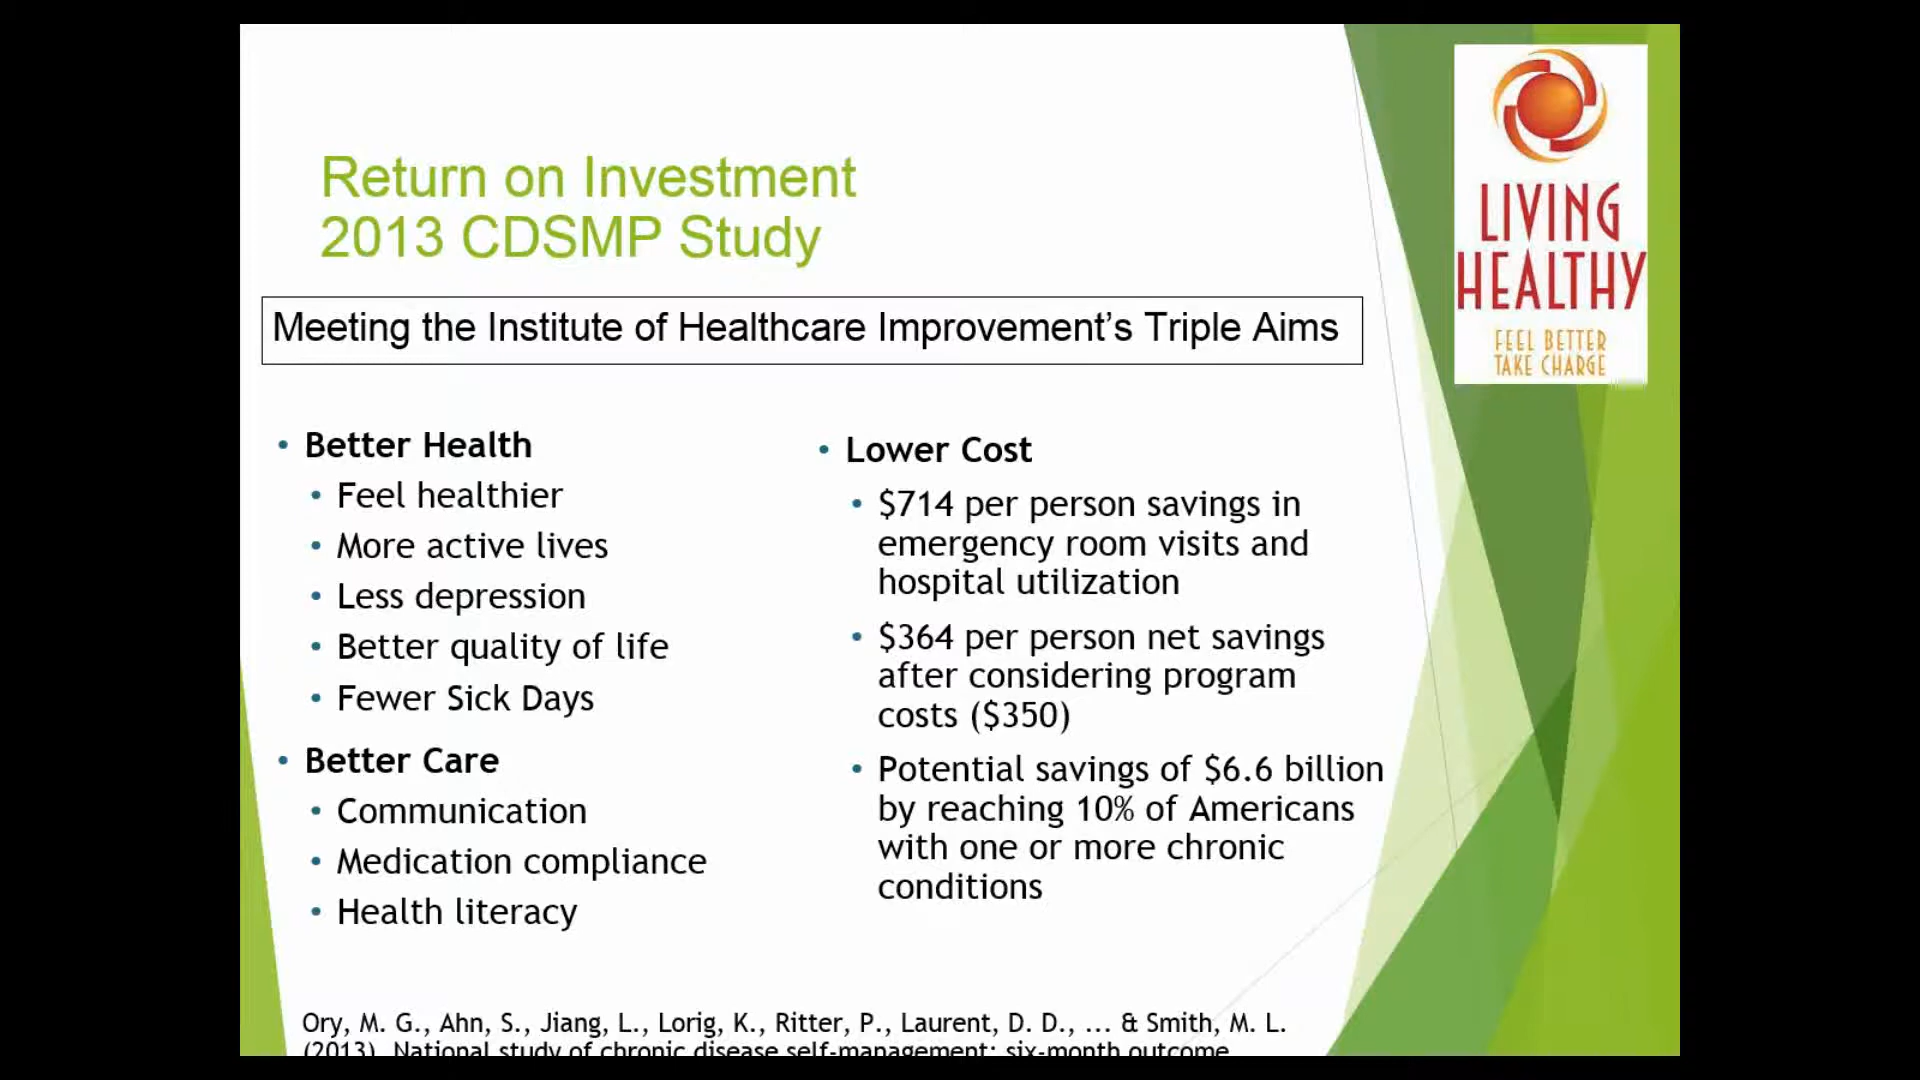 Return on Investment
2013 CDSMP Study
Meeting the Institute of Healthcare Improvement's Triple Aims
• Better Health
• Feel healthier
• More active lives
• Less depression
• Better quality of life
• Fewer Sick Days
• Better Care
• Communication
• Medication compliance
• Health literacy
• Lower Cost
• $714 per person savings in
emergency room visits and
hospital utilization
• $364 per person net savings
after considering program
costs ($350)
• Potential savings of $6.6 billion
by reaching 10% of Americans
with one or more chronic
conditions
Ory, M. G., Ahn, S., Jiang, L., Lorig, K., Ritter, P., Laurent, D. D., ... & Smith, M. L.
(2013). National study of chronic disease self-management: six-month outcome
LIVING
HEALTHY
FEEL BETTER
TAKE CHARGE